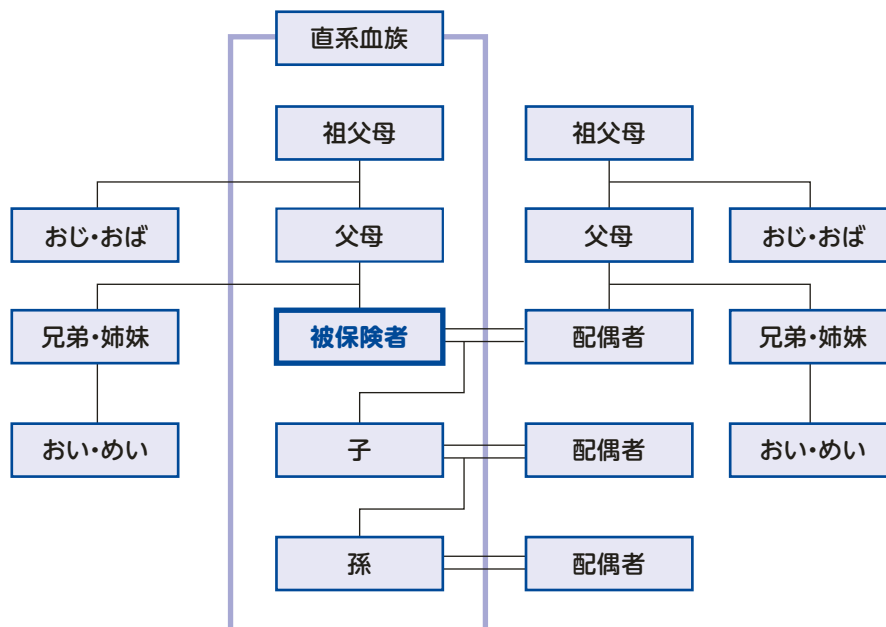 直系血族
祖父母
祖父母
おじ・おば
父母
父母
おじ・おば
兄弟・姉妹
被保険者
配偶者
兄弟・姉妹
おい・めい
子
配偶者
おい・めい
孫
配偶者